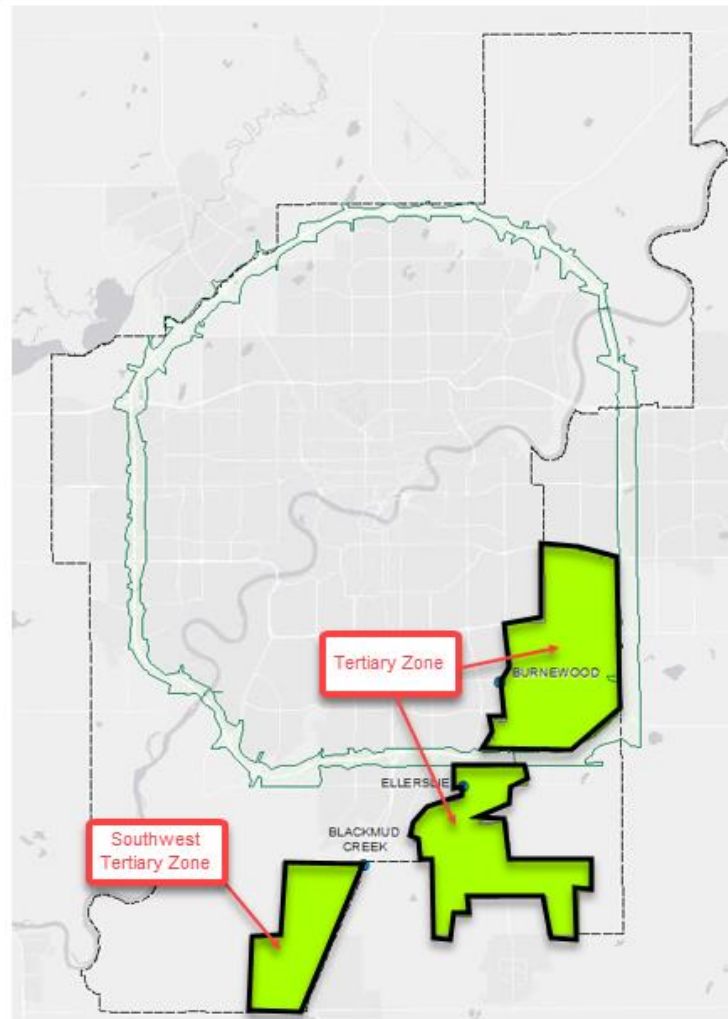 Tertiary Zone
BURNEWOOD
ELLERSLIE
BLACKMUD
CREEK
Southwest
Tertiary Zone